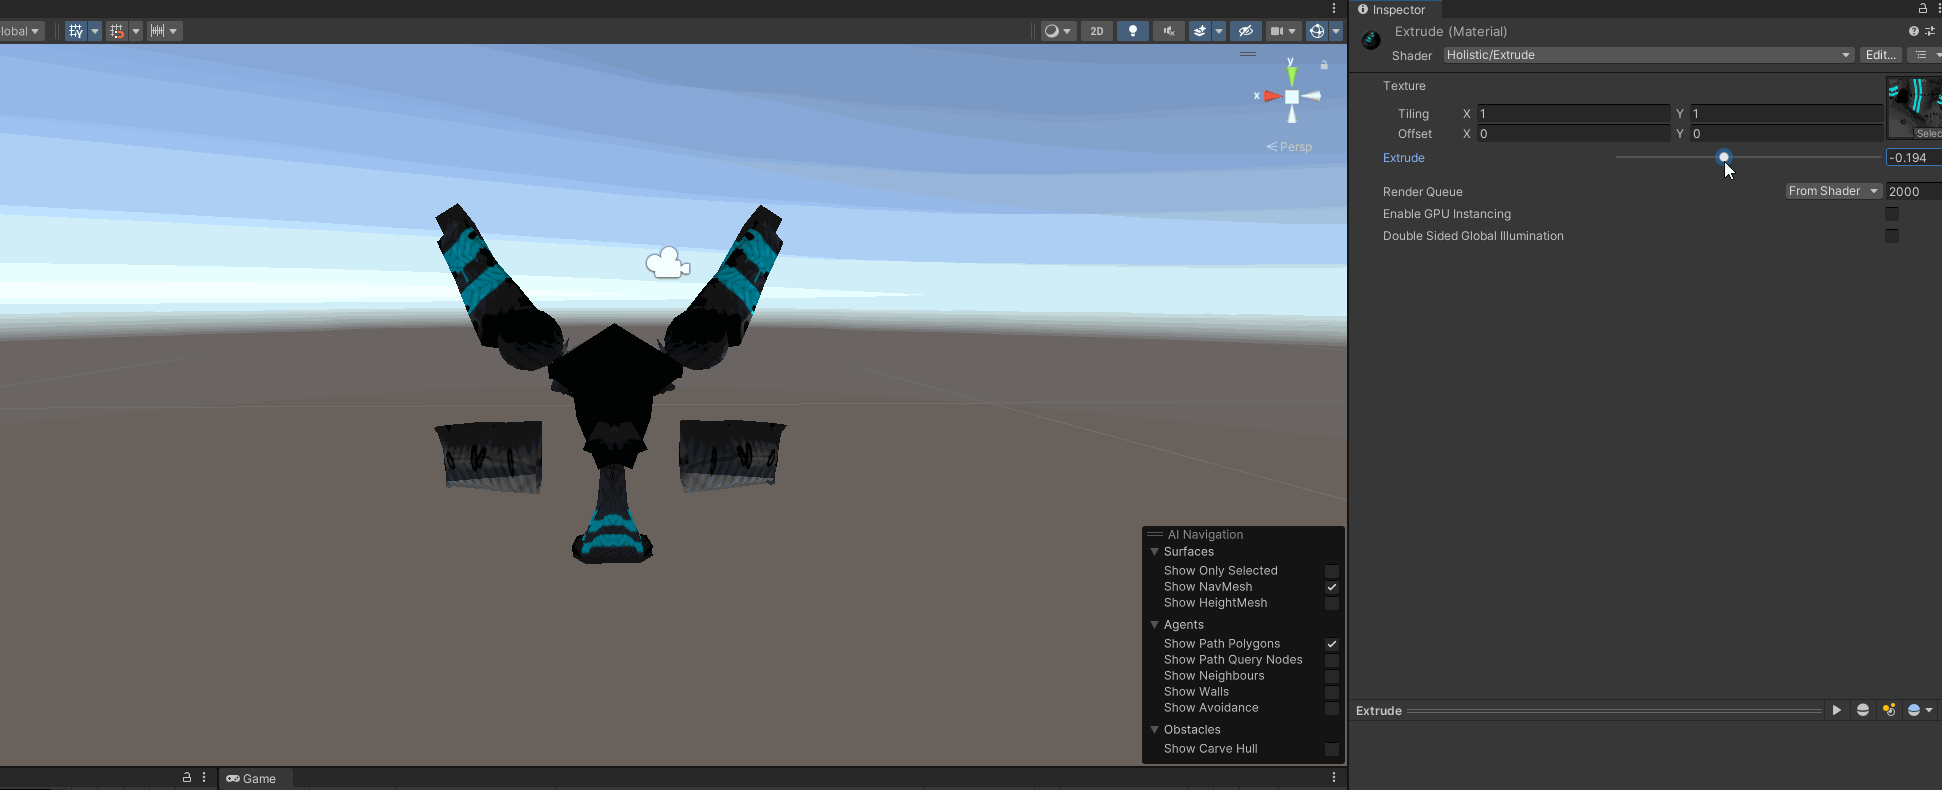 Inspector
Extrude (Material)
Shader Holistic/Extrude Edit...
lobal 2D
Texture
Tiling X 1 Y 1
Offset X 0 Y 0
Selec
Extrude -0.194
Render Queue From Shader 2000
Enable GPU Instancing
Double Sided Global Illumination
y
x
Persp
AI Navigation
Surfaces
Show Only Selected
Show NavMesh
Show HeightMesh
Agents
Show Path Polygons
Show Path Query Nodes
Show Neighbours
Show Walls
Show Avoidance
Obstacles
Show Carve Hull
Extrude
Game